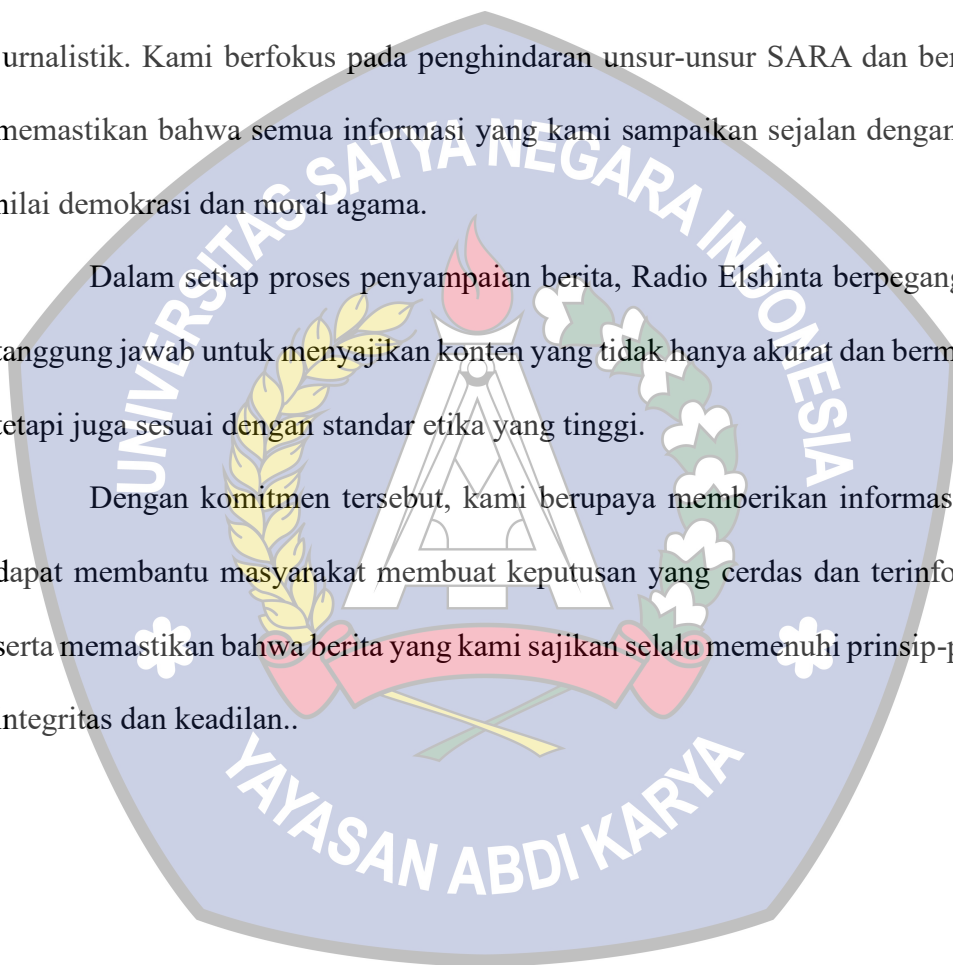 urnalistik. Kami berfokus pada penghindaran unsur-unsur SARA dan ber
memastikan bahwa semua informasi yang kami sampaikan sejalan dengan
nilai demokrasi dan moral agama.
Dalam setiap proses penyampaian berita, Radio Elshinta berpegang
tanggung jawab untuk menyajikan konten yang tidak hanya akurat dan berm
tetapi juga sesuai dengan standar etika yang tinggi.
Dengan komitmen tersebut, kami berupaya memberikan informas
dapat membantu masyarakat membuat keputusan yang cerdas dan terinfo
serta memastikan bahwa berita yang kami sajikan selalu memenuhi prinsip-p
integritas dan keadilan..
UNIVERSITAS SATYA NEGARA INDONESIA
YAYASAN ABDI KARYA